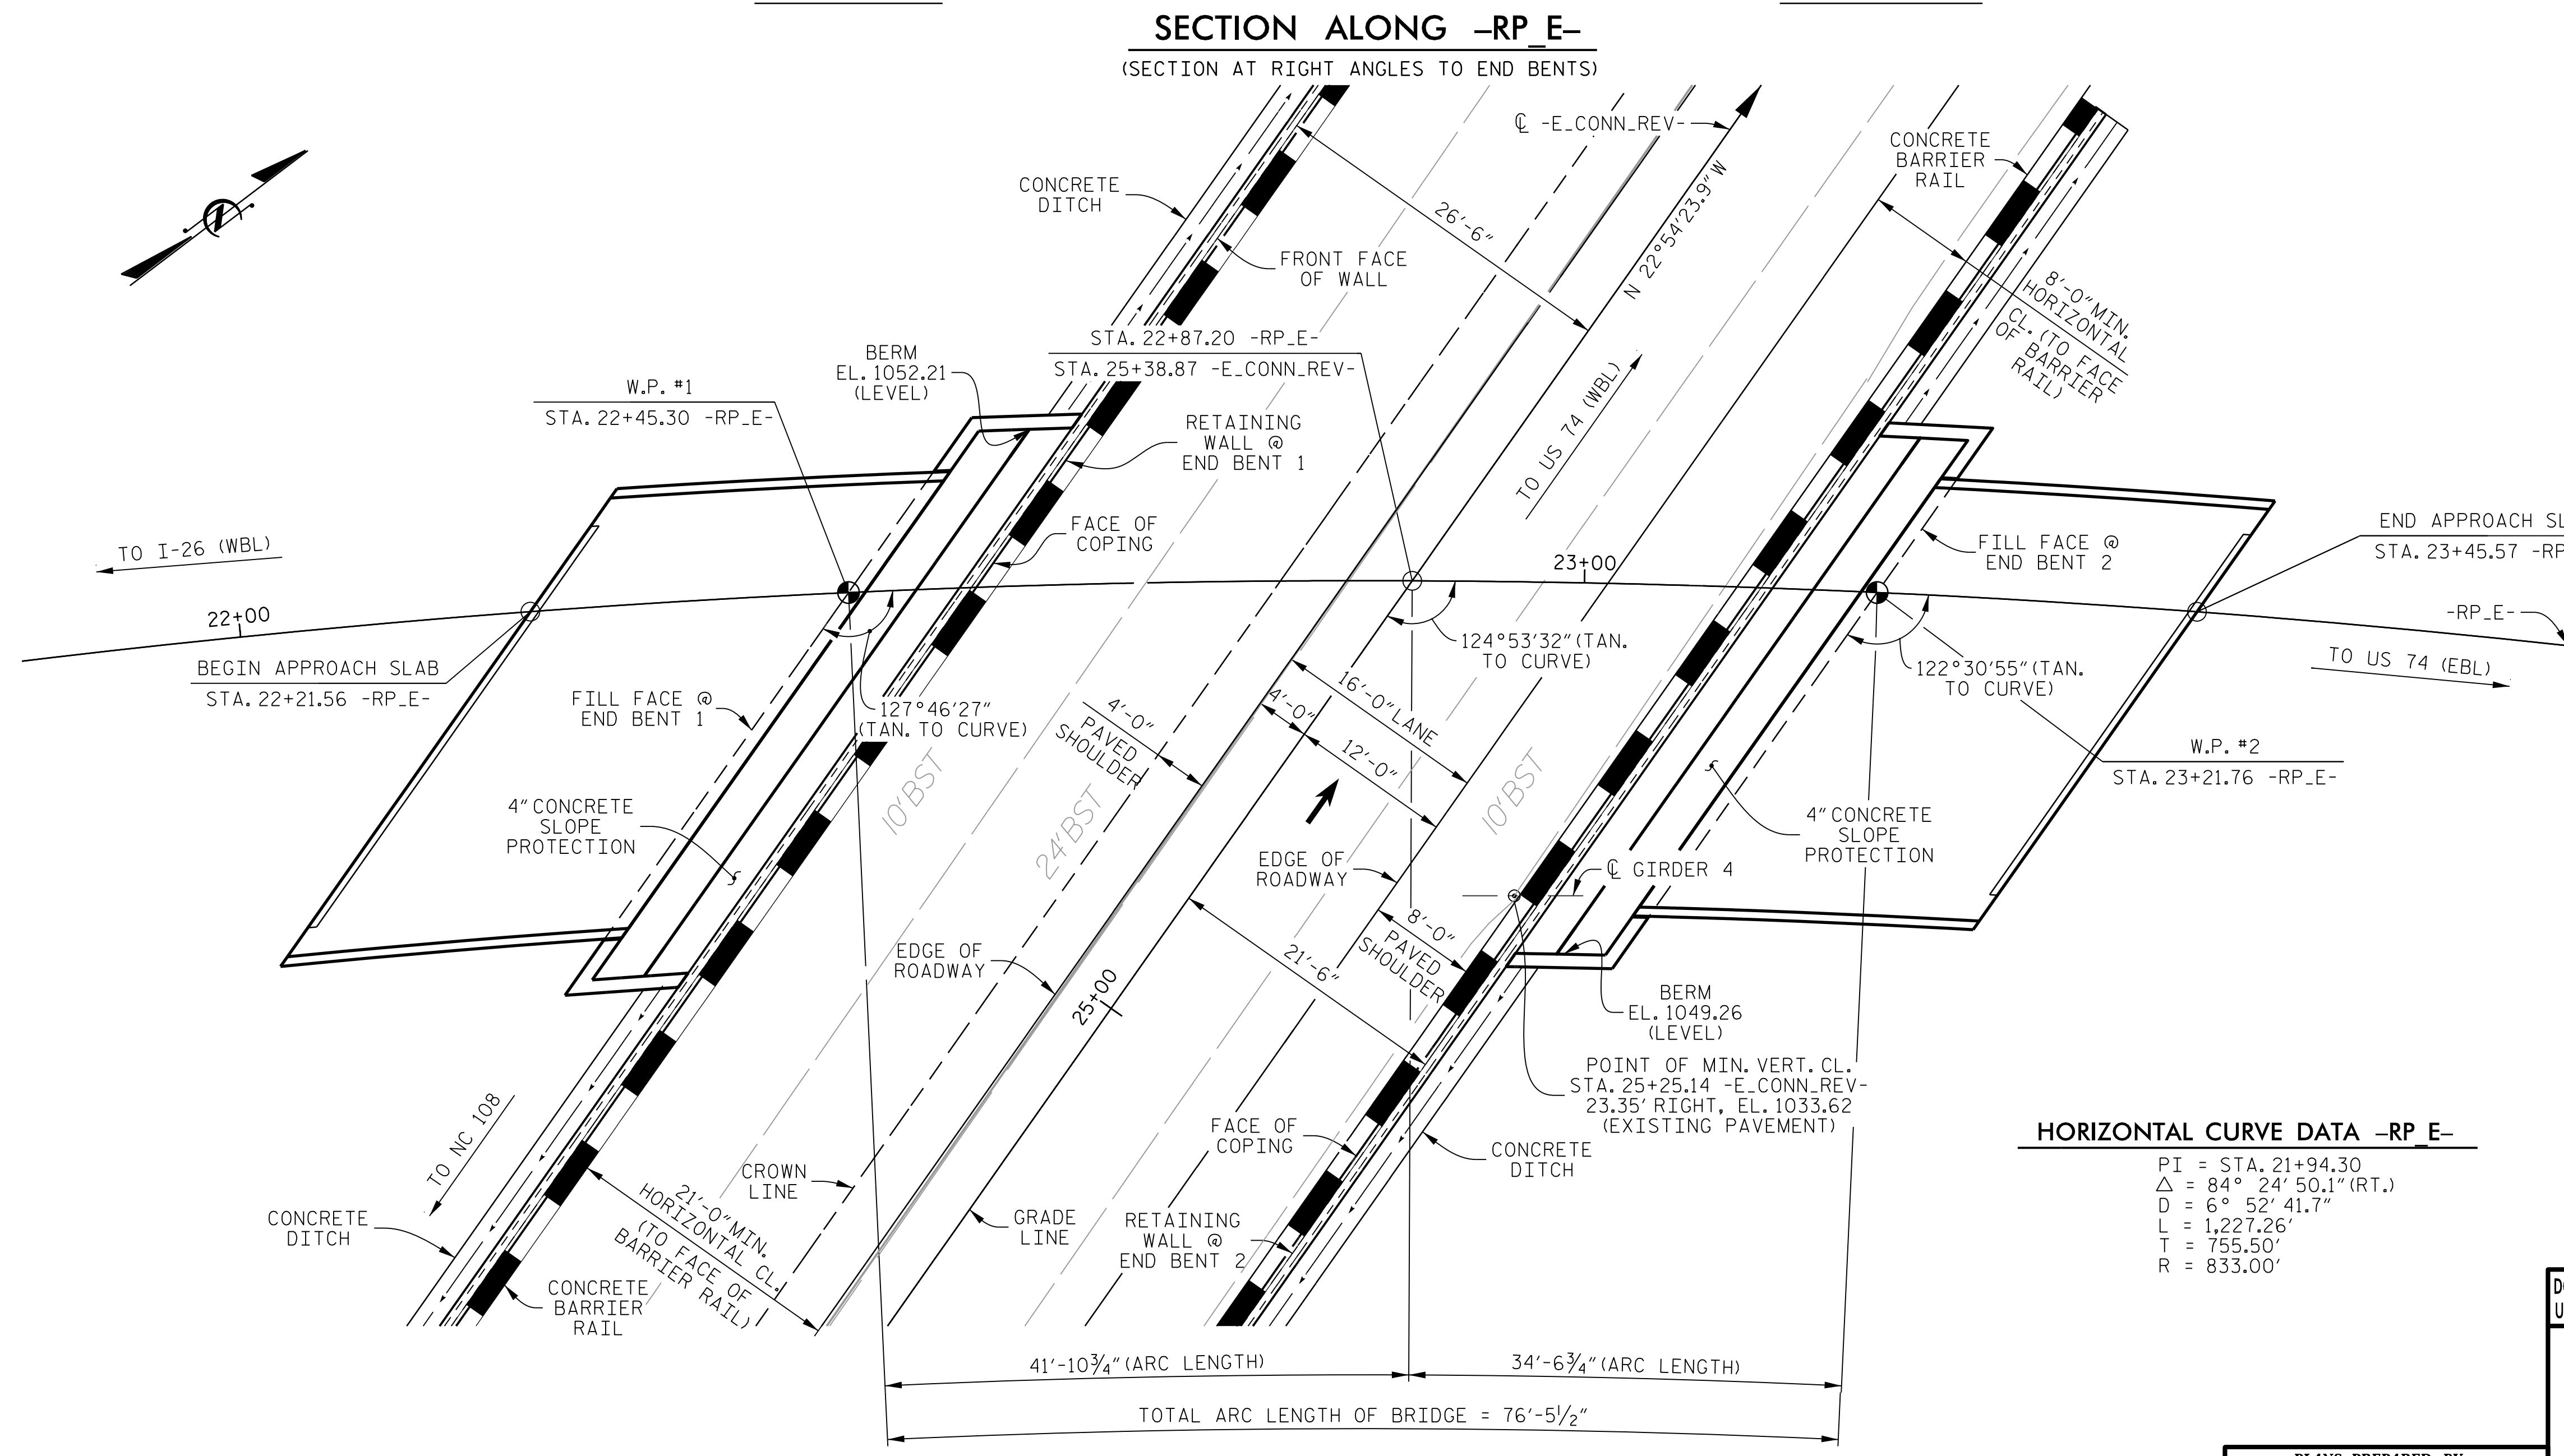 SECTION ALONG –RP_E–
(SECTION AT RIGHT ANGLES TO END BENTS)
℄ -E_CONN_REV-
CONCRETE
BARRIER
RAIL
CONCRETE
DITCH
26'-6"
N 22°54'23.9" W
FRONT FACE
OF WALL
8'-0" MIN.
HORIZONTAL
CL. (TO FACE
OF BARRIER
RAIL)
STA. 22+87.20 -RP_E-
STA. 25+38.87 -E_CONN_REV-
BERM
EL. 1052.21
(LEVEL)
W.P. #1
STA. 22+45.30 -RP_E-
TO US 74 (WBL)
RETAINING
WALL @
END BENT 1
FACE OF
COPING
TO I-26 (WBL)
FILL FACE @
END BENT 2
END APPROACH
STA. 23+45.57
22+00
23+00
-RP_E-
BEGIN APPROACH SLAB
STA. 22+21.56 -RP_E-
FILL FACE @
END BENT 1
127°46'27"
(TAN. TO CURVE)
124°53'32" (TAN.
TO CURVE)
122°30'55" (TAN.
TO CURVE)
TO US 74 (EBL)
4'-0"
PAVED
SHOULDER
4'-0"
16'-0" LANE
12'-0"
W.P. #2
STA. 23+21.76 -RP_E-
10'BST
24'BST
10'BST
4" CONCRETE
SLOPE
PROTECTION
4" CONCRETE
SLOPE
PROTECTION
EDGE OF
ROADWAY
℄ GIRDER 4
8'-0"
PAVED
SHOULDER
21'-6"
EDGE OF
ROADWAY
25+00
BERM
EL. 1049.26
(LEVEL)
POINT OF MIN. VERT. CL.
STA. 25+25.14 -E_CONN_REV-
23.35' RIGHT, EL. 1033.62
(EXISTING PAVEMENT)
TO NC 108
FACE OF
COPING
CONCRETE
DITCH
CROWN
LINE
21'-0" MIN.
HORIZONTAL CL.
(TO FACE OF
BARRIER RAIL)
GRADE
LINE
RETAINING
WALL @
END BENT 2
CONCRETE
DITCH
CONCRETE
BARRIER
RAIL
HORIZONTAL CURVE DATA –RP_E–
PI = STA. 21+94.30
△ = 84° 24' 50.1" (RT.)
D = 6° 52' 41.7"
L = 1,227.26'
T = 755.50'
R = 833.00'
41'-10¾" (ARC LENGTH)
34'-6¾" (ARC LENGTH)
TOTAL ARC LENGTH OF BRIDGE = 76'-5½"